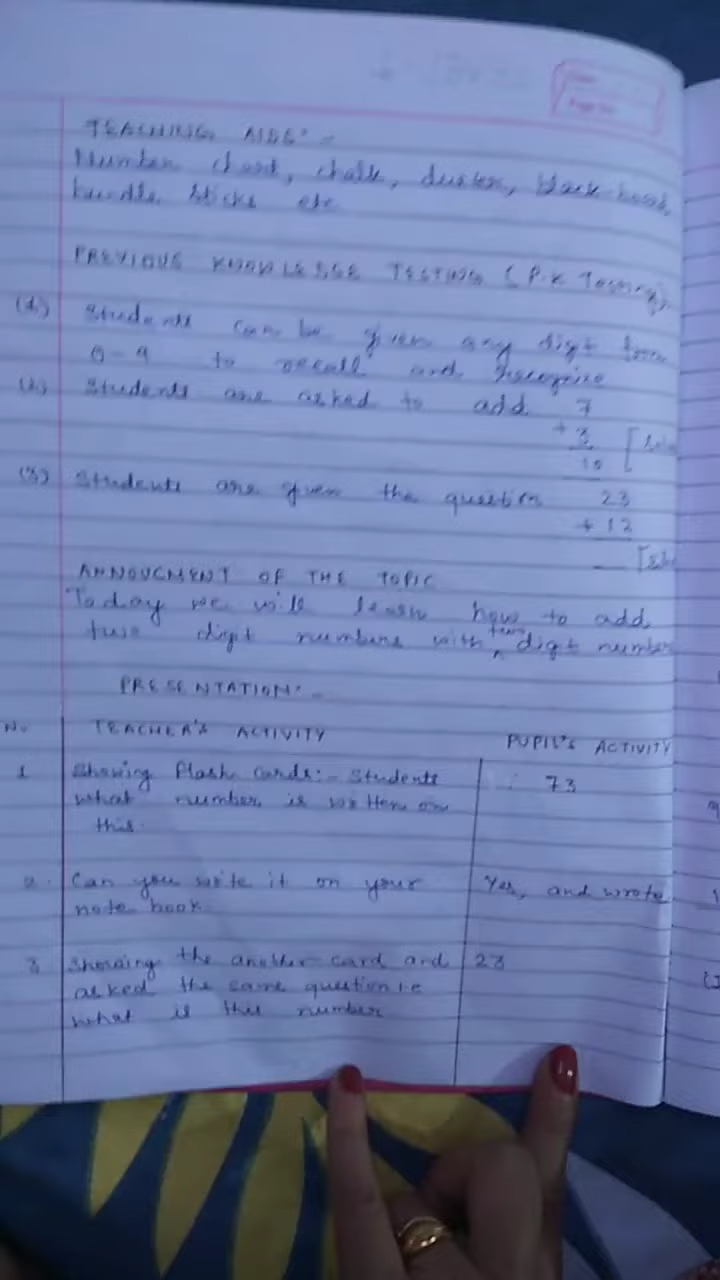 TEACHING AIDS:-
Number chart, chalk, duster, black board,
bundle, sticks etc
PREVIOUS KNOWLEDGE TESTING (P.K Testing)
(1) Students can be given any digit from
0-9 to recall and recognise
(2) Students are asked to add 7
+ 3
10
(3) Students are given the question 23
+ 12
ANNOUCMENT OF THE TOPIC
Today we will learn how to add
two digit numbers with two digit number
PRESENTATION:-
No. TEACHER'S ACTIVITY PUPIL'S ACTIVITY
1 Showing Flash cards:- Students 73
what number is written on
this.
2. Can you write it on your Yes, and wrote
note book.
3 Showing the another card and 23
asked the same question i.e
what is this number